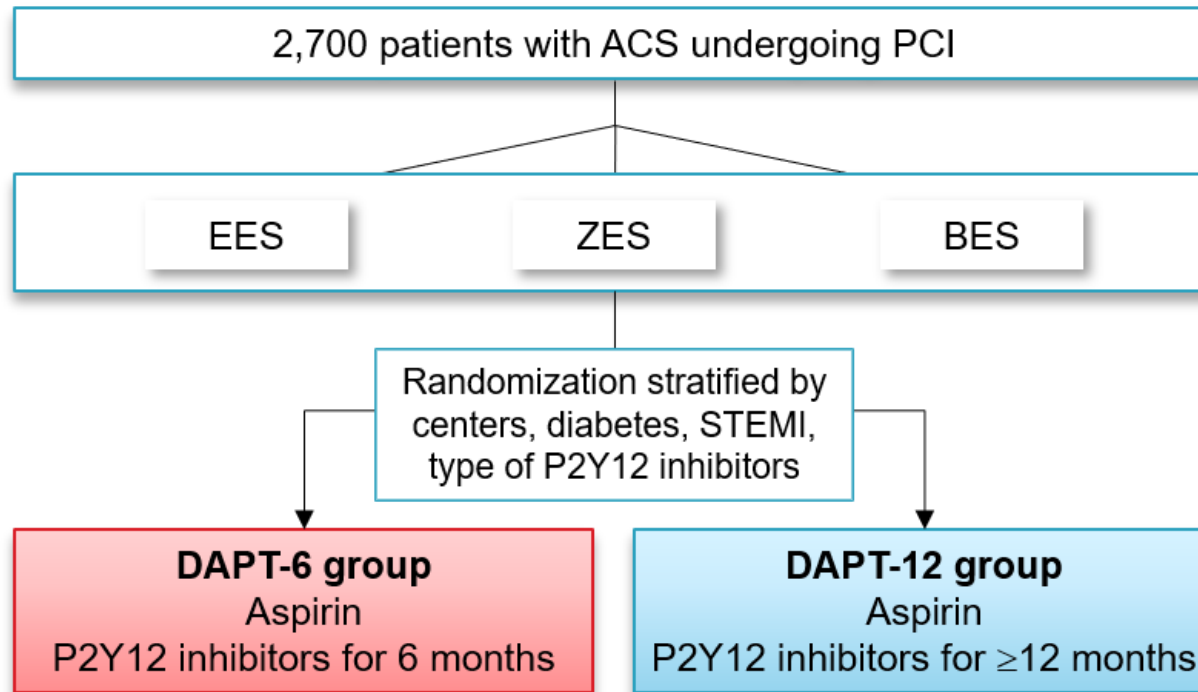 2,700 patients with ACS undergoing PCI
EES
ZES
BES
Randomization stratified by
centers, diabetes, STEMI,
type of P2Y12 inhibitors
DAPT-6 group
Aspirin
P2Y12 inhibitors for 6 months
DAPT-12 group
Aspirin
P2Y12 inhibitors for ≥12 months